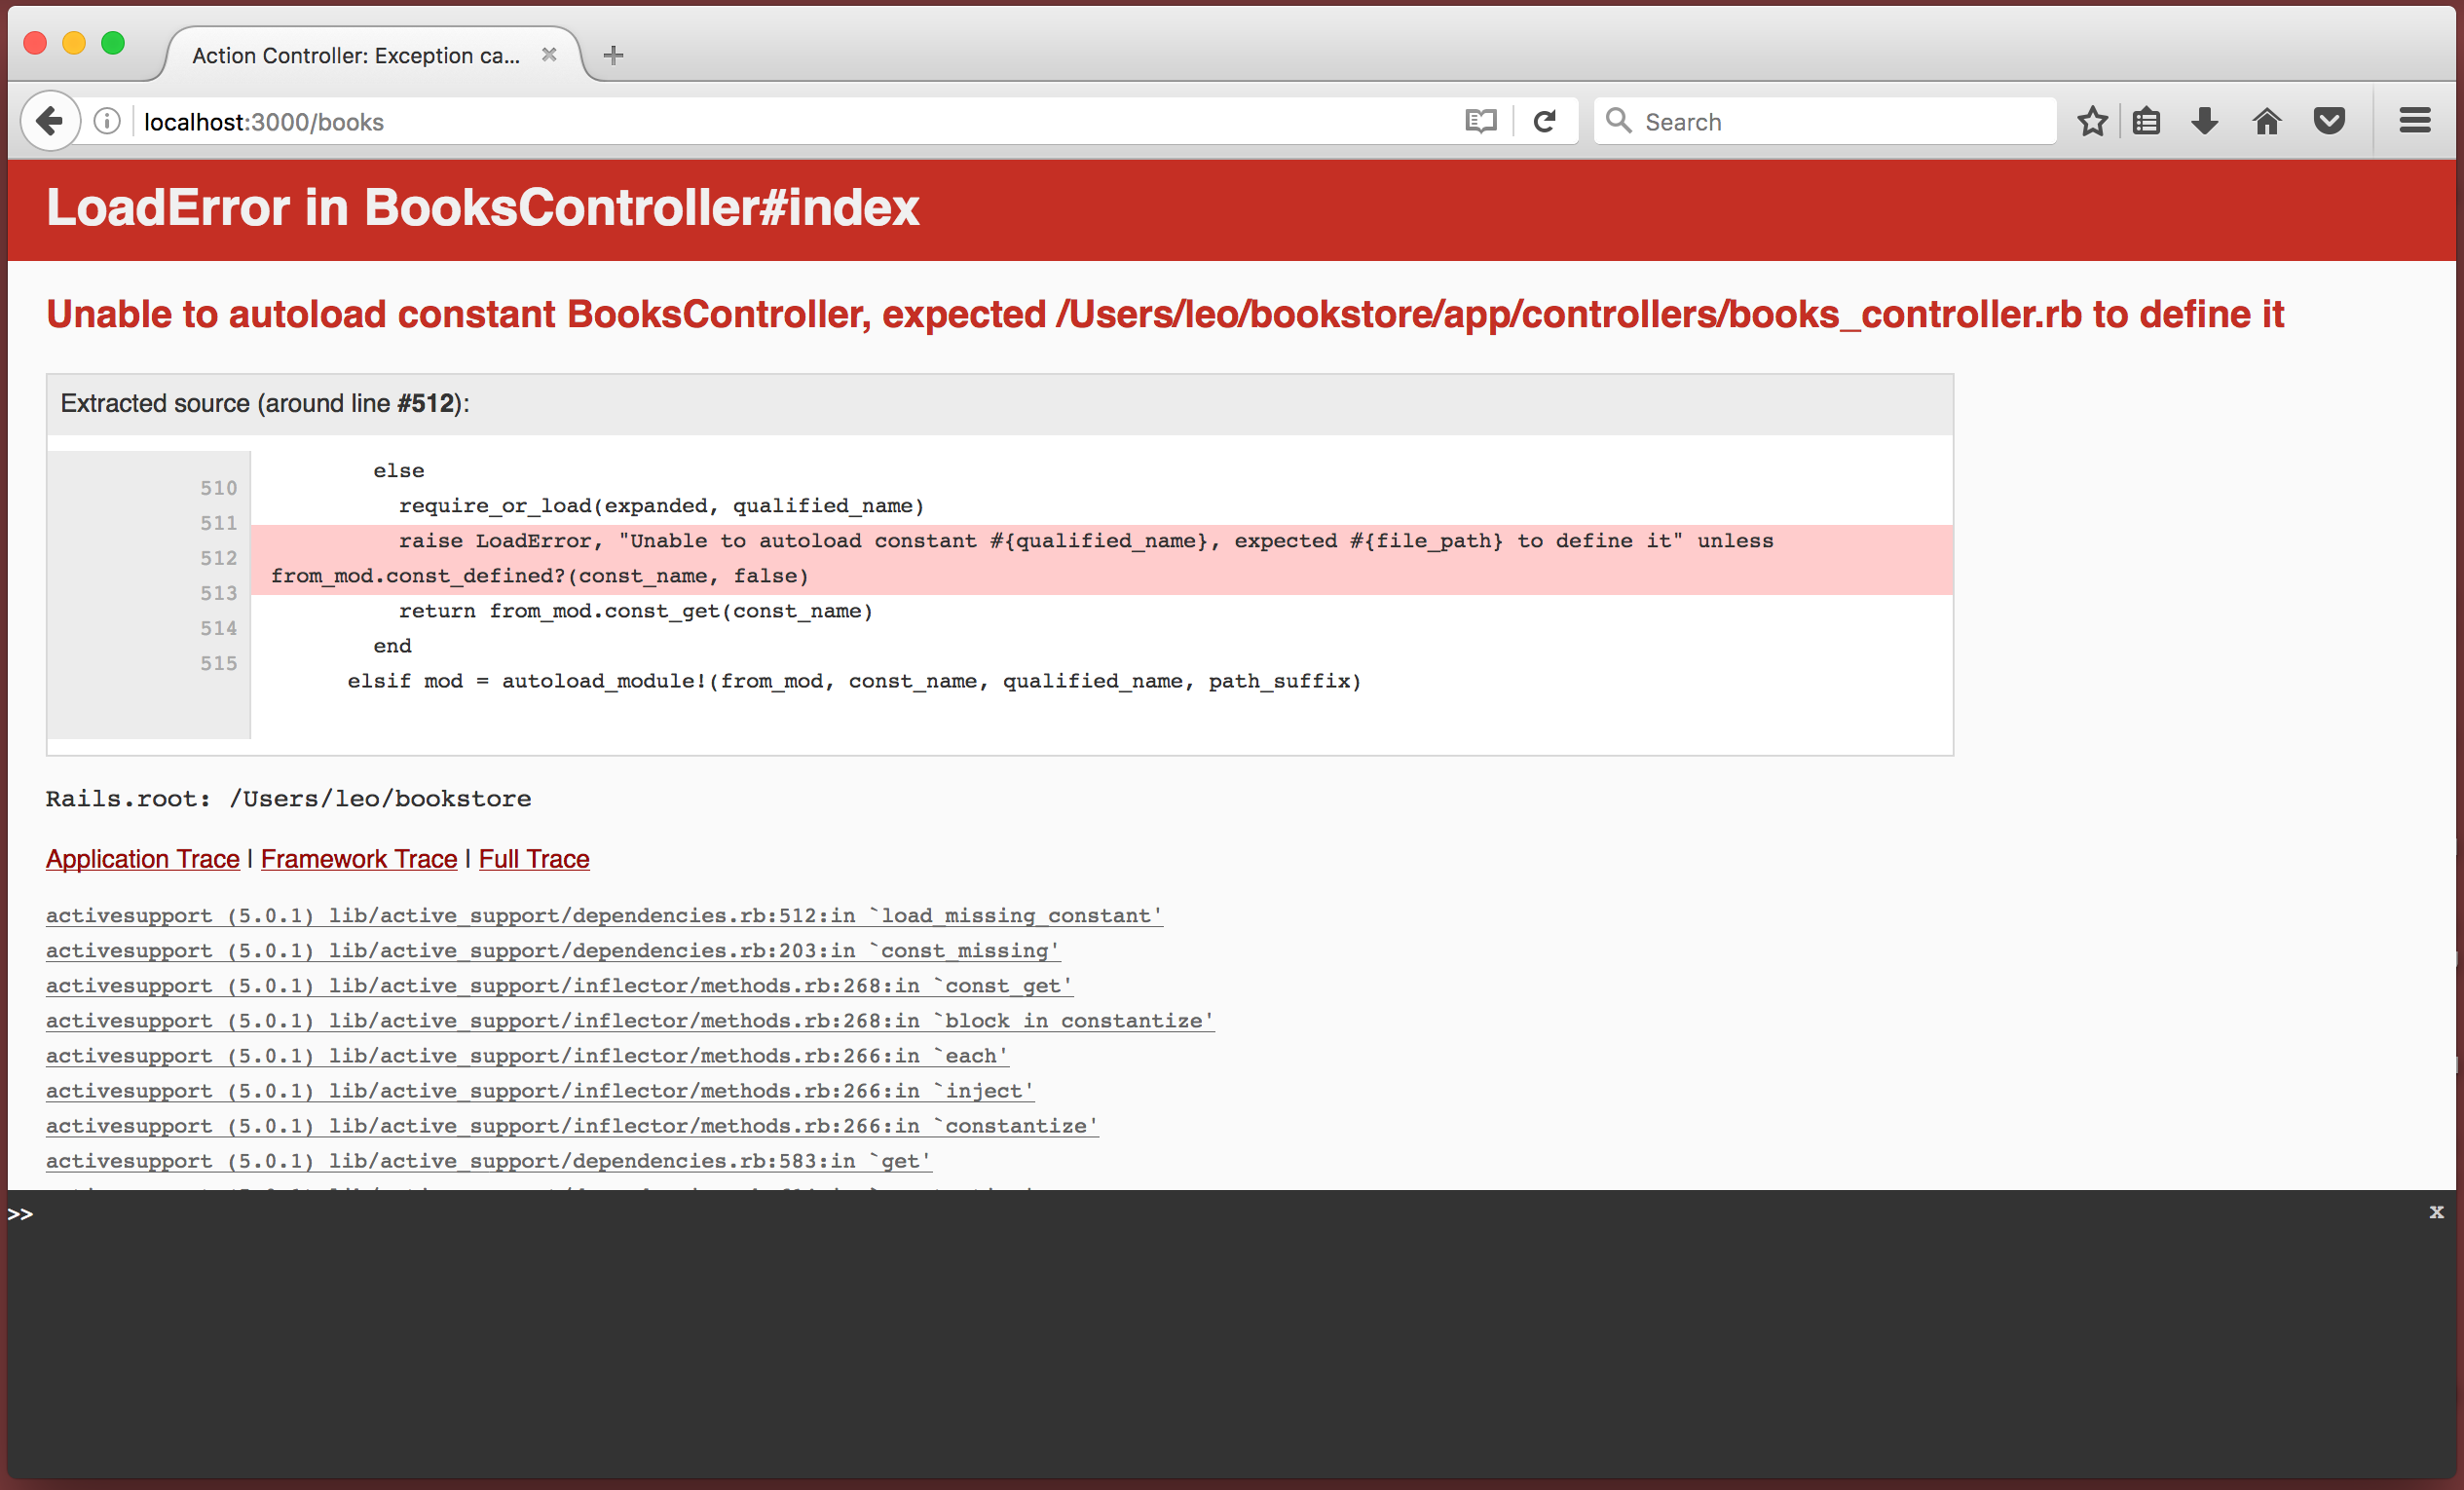 Action Controller: Exception ca...
localhost:3000/books
Search
LoadError in BooksController#index
Unable to autoload constant BooksController, expected /Users/leo/bookstore/app/controllers/books_controller.rb to define it
Extracted source (around line #512):
510
511
512
513
514
515
else
require_or_load(expanded, qualified_name)
raise LoadError, "Unable to autoload constant #{qualified_name}, expected #{file_path} to define it" unless
from_mod.const_defined?(const_name, false)
return from_mod.const_get(const_name)
end
elsif mod = autoload_module!(from_mod, const_name, qualified_name, path_suffix)
Rails.root: /Users/leo/bookstore
Application Trace | Framework Trace | Full Trace
activesupport (5.0.1) lib/active_support/dependencies.rb:512:in `load_missing_constant'
activesupport (5.0.1) lib/active_support/dependencies.rb:203:in `const_missing'
activesupport (5.0.1) lib/active_support/inflector/methods.rb:268:in `const_get'
activesupport (5.0.1) lib/active_support/inflector/methods.rb:268:in `block in constantize'
activesupport (5.0.1) lib/active_support/inflector/methods.rb:266:in `each'
activesupport (5.0.1) lib/active_support/inflector/methods.rb:266:in `inject'
activesupport (5.0.1) lib/active_support/inflector/methods.rb:266:in `constantize'
activesupport (5.0.1) lib/active_support/dependencies.rb:583:in `get'
>>
x